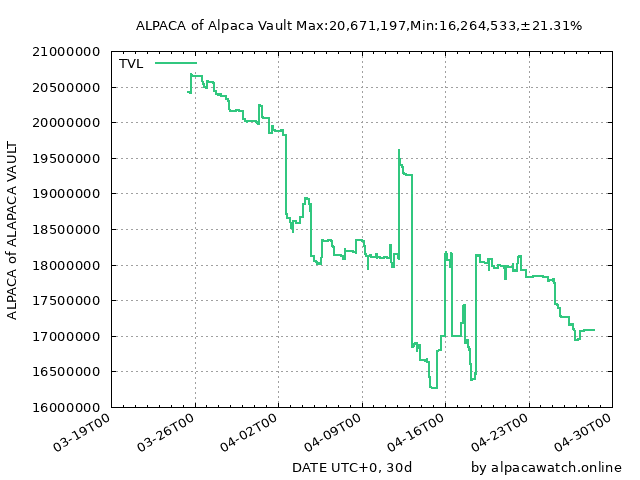 ALPACA of Alpaca Vault Max:20,671,197,Min:16,264,533,±21.31%
TVL
21000000
20500000
20000000
19500000
19000000
18500000
18000000
17500000
17000000
16500000
16000000
ALPACA of ALAPACA VAULT
03-19T00
03-26T00
04-02T00
04-09T00
04-16T00
04-23T00
04-30T00
DATE UTC+0, 30d
by alpacawatch.online